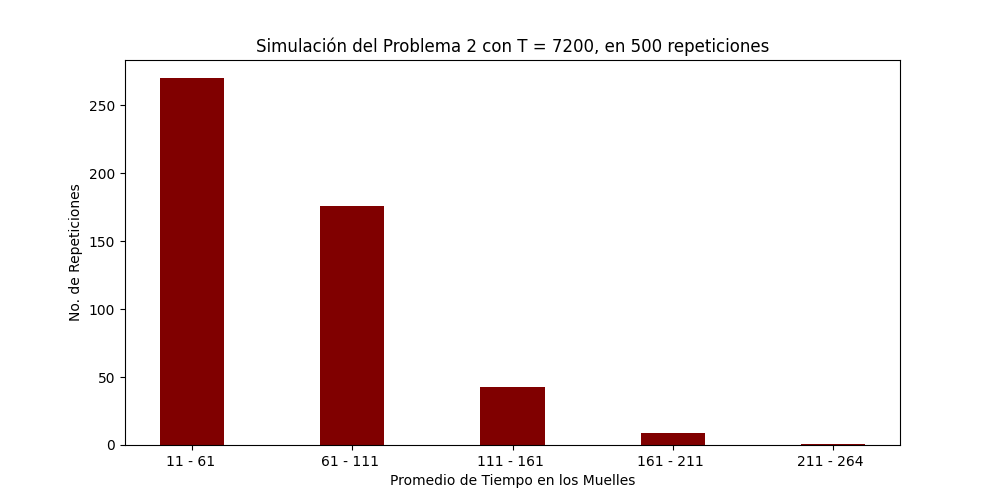 Simulación del Problema 2 con T = 7200, en 500 repeticiones
250
200
150
100
50
0
No. de Repeticiones
11 - 61
61 - 111
111 - 161
161 - 211
211 - 264
Promedio de Tiempo en los Muelles